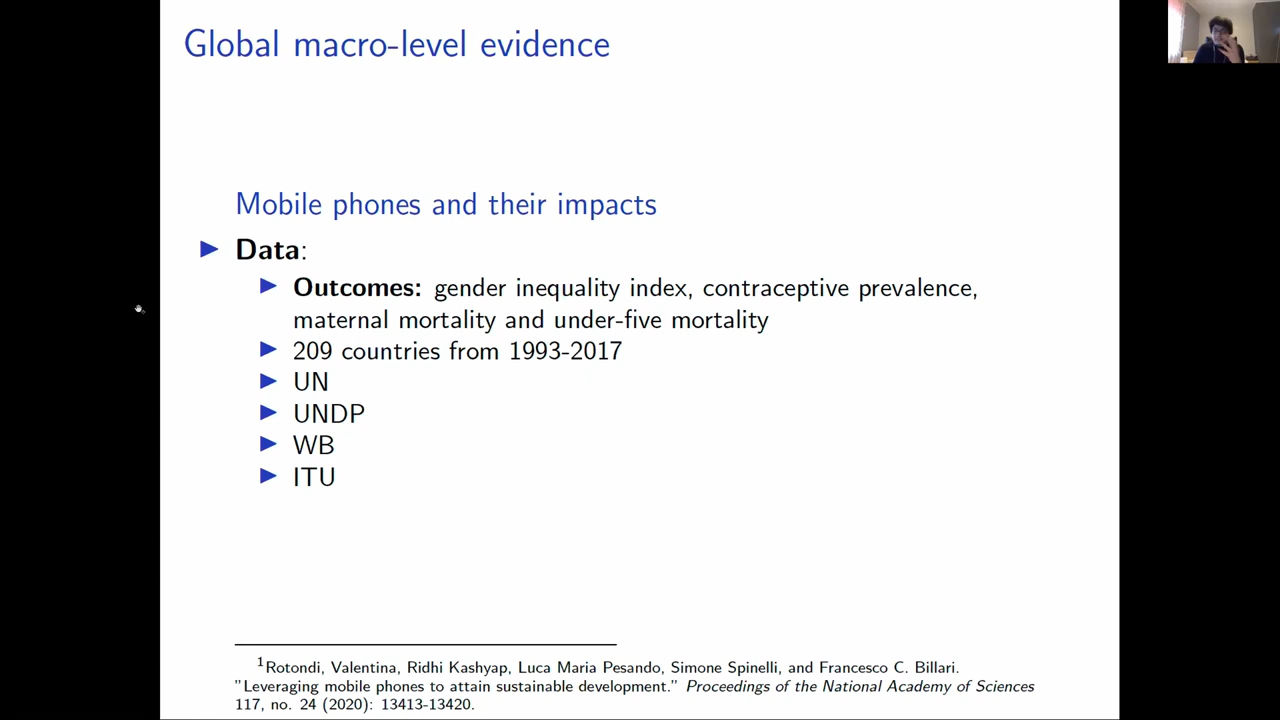 Global macro-level evidence
Mobile phones and their impacts
▶ Data:
▶ Outcomes: gender inequality index, contraceptive prevalence,
maternal mortality and under-five mortality
▶ 209 countries from 1993-2017
▶ UN
▶ UNDP
▶ WB
▶ ITU
1Rotondi, Valentina, Ridhi Kashyap, Luca Maria Pesando, Simone Spinelli, and Francesco C. Billari.
"Leveraging mobile phones to attain sustainable development." Proceedings of the National Academy of Sciences
117, no. 24 (2020): 13413-13420.